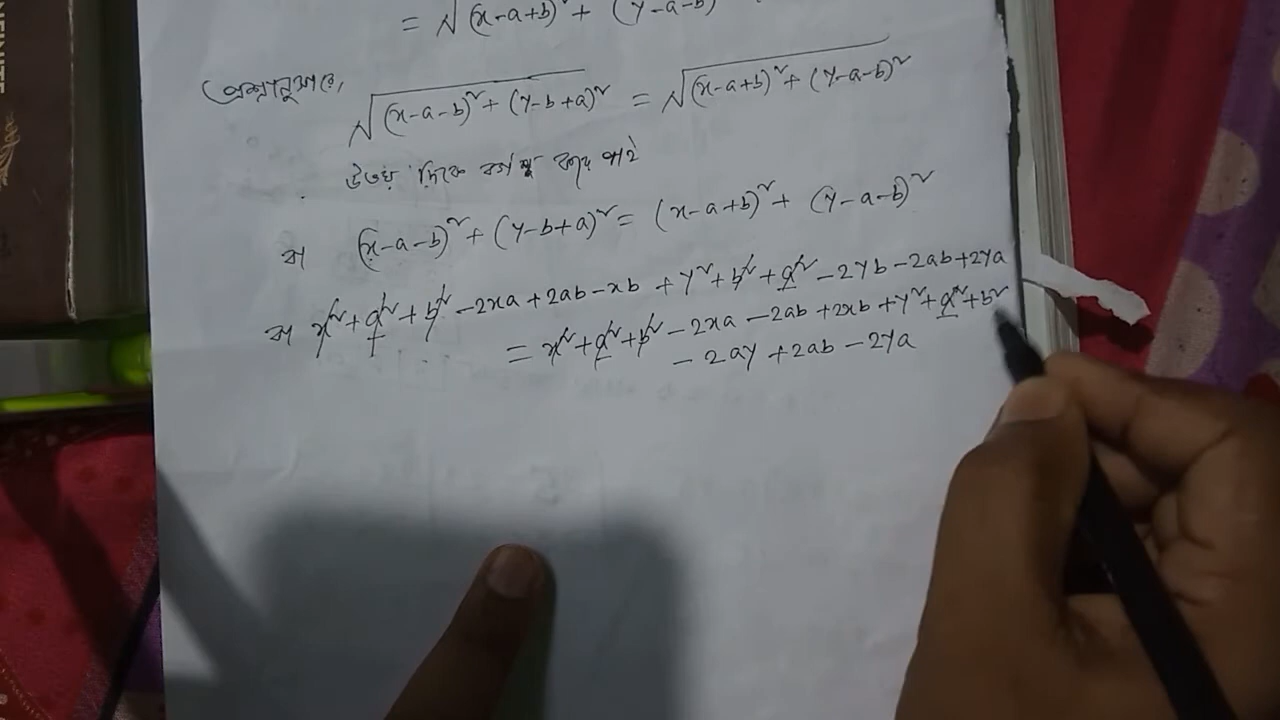 = √(x-a+b)² + (y-a-b)²
প্রশ্নানুসারে,
√(x-a-b)² + (y-b+a)² = √(x-a+b)² + (y-a-b)²
উভয় দিকে বর্গ করে পাই
বা (x-a-b)² + (y-b+a)² = (x-a+b)² + (y-a-b)²
বা x² + a² + b² - 2xa + 2ab - xb + y² + b² + a² - 2yb - 2ab + 2ya
= x² + a² + b² - 2xa - 2ab + 2xb + y² + a² + b²
- 2ay + 2ab - 2ya